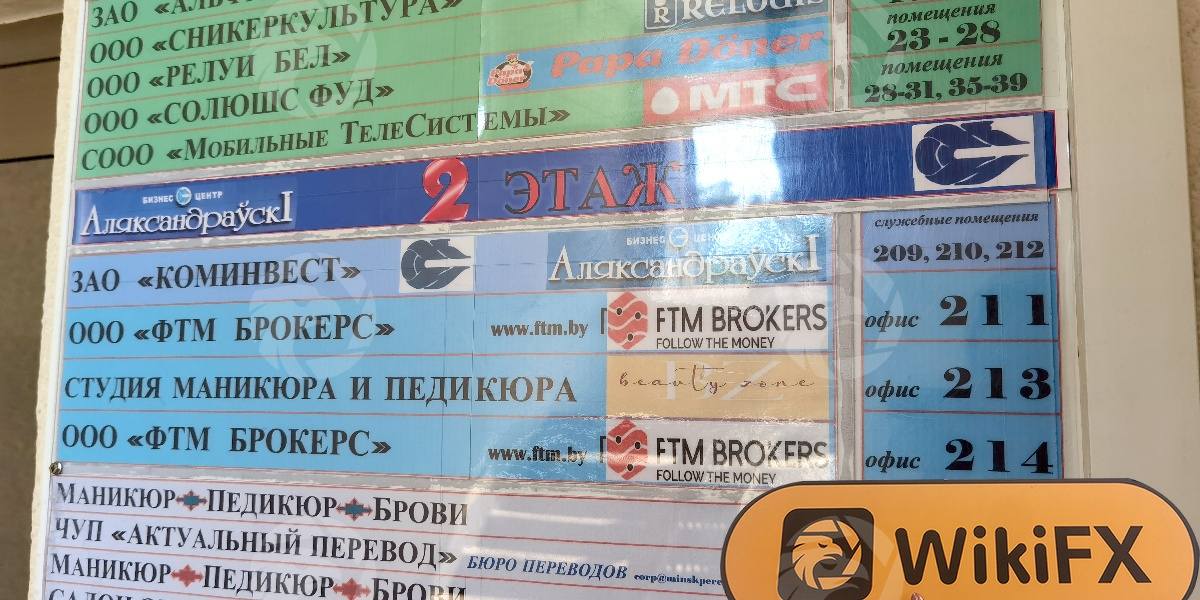 ЗАО
ООО «СНИКЕРКУЛЬТУРА» RELOUIS помещения
ООО «РЕЛУИ БЕЛ» 23 - 28
ООО «СОЛЮШС ФУД» Papa Döner помещения
СООО «Мобильные ТелеСистемы» МТС 28-31, 35-39
БИЗНЕС ЦЕНТР
АляксандраўскI 2 ЭТАЖ
ЗАО «КОМИНВЕСТ» БИЗНЕС ЦЕНТР АляксандраўскI служебные помещения
209, 210, 212
ООО «ФТМ БРОКЕРС» www.ftm.by FTM BROKERS офис 211
FOLLOW THE MONEY
СТУДИЯ МАНИКЮРА И ПЕДИКЮРА beauty zone офис 213
ООО «ФТМ БРОКЕРС» www.ftm.by FTM BROKERS офис 214
FOLLOW THE MONEY
Маникюр Педикюр Брови
ЧУП «Актуальный перевод» БЮРО ПЕРЕВОДОВ
Маникюр Педикюр Брови
WikiFX